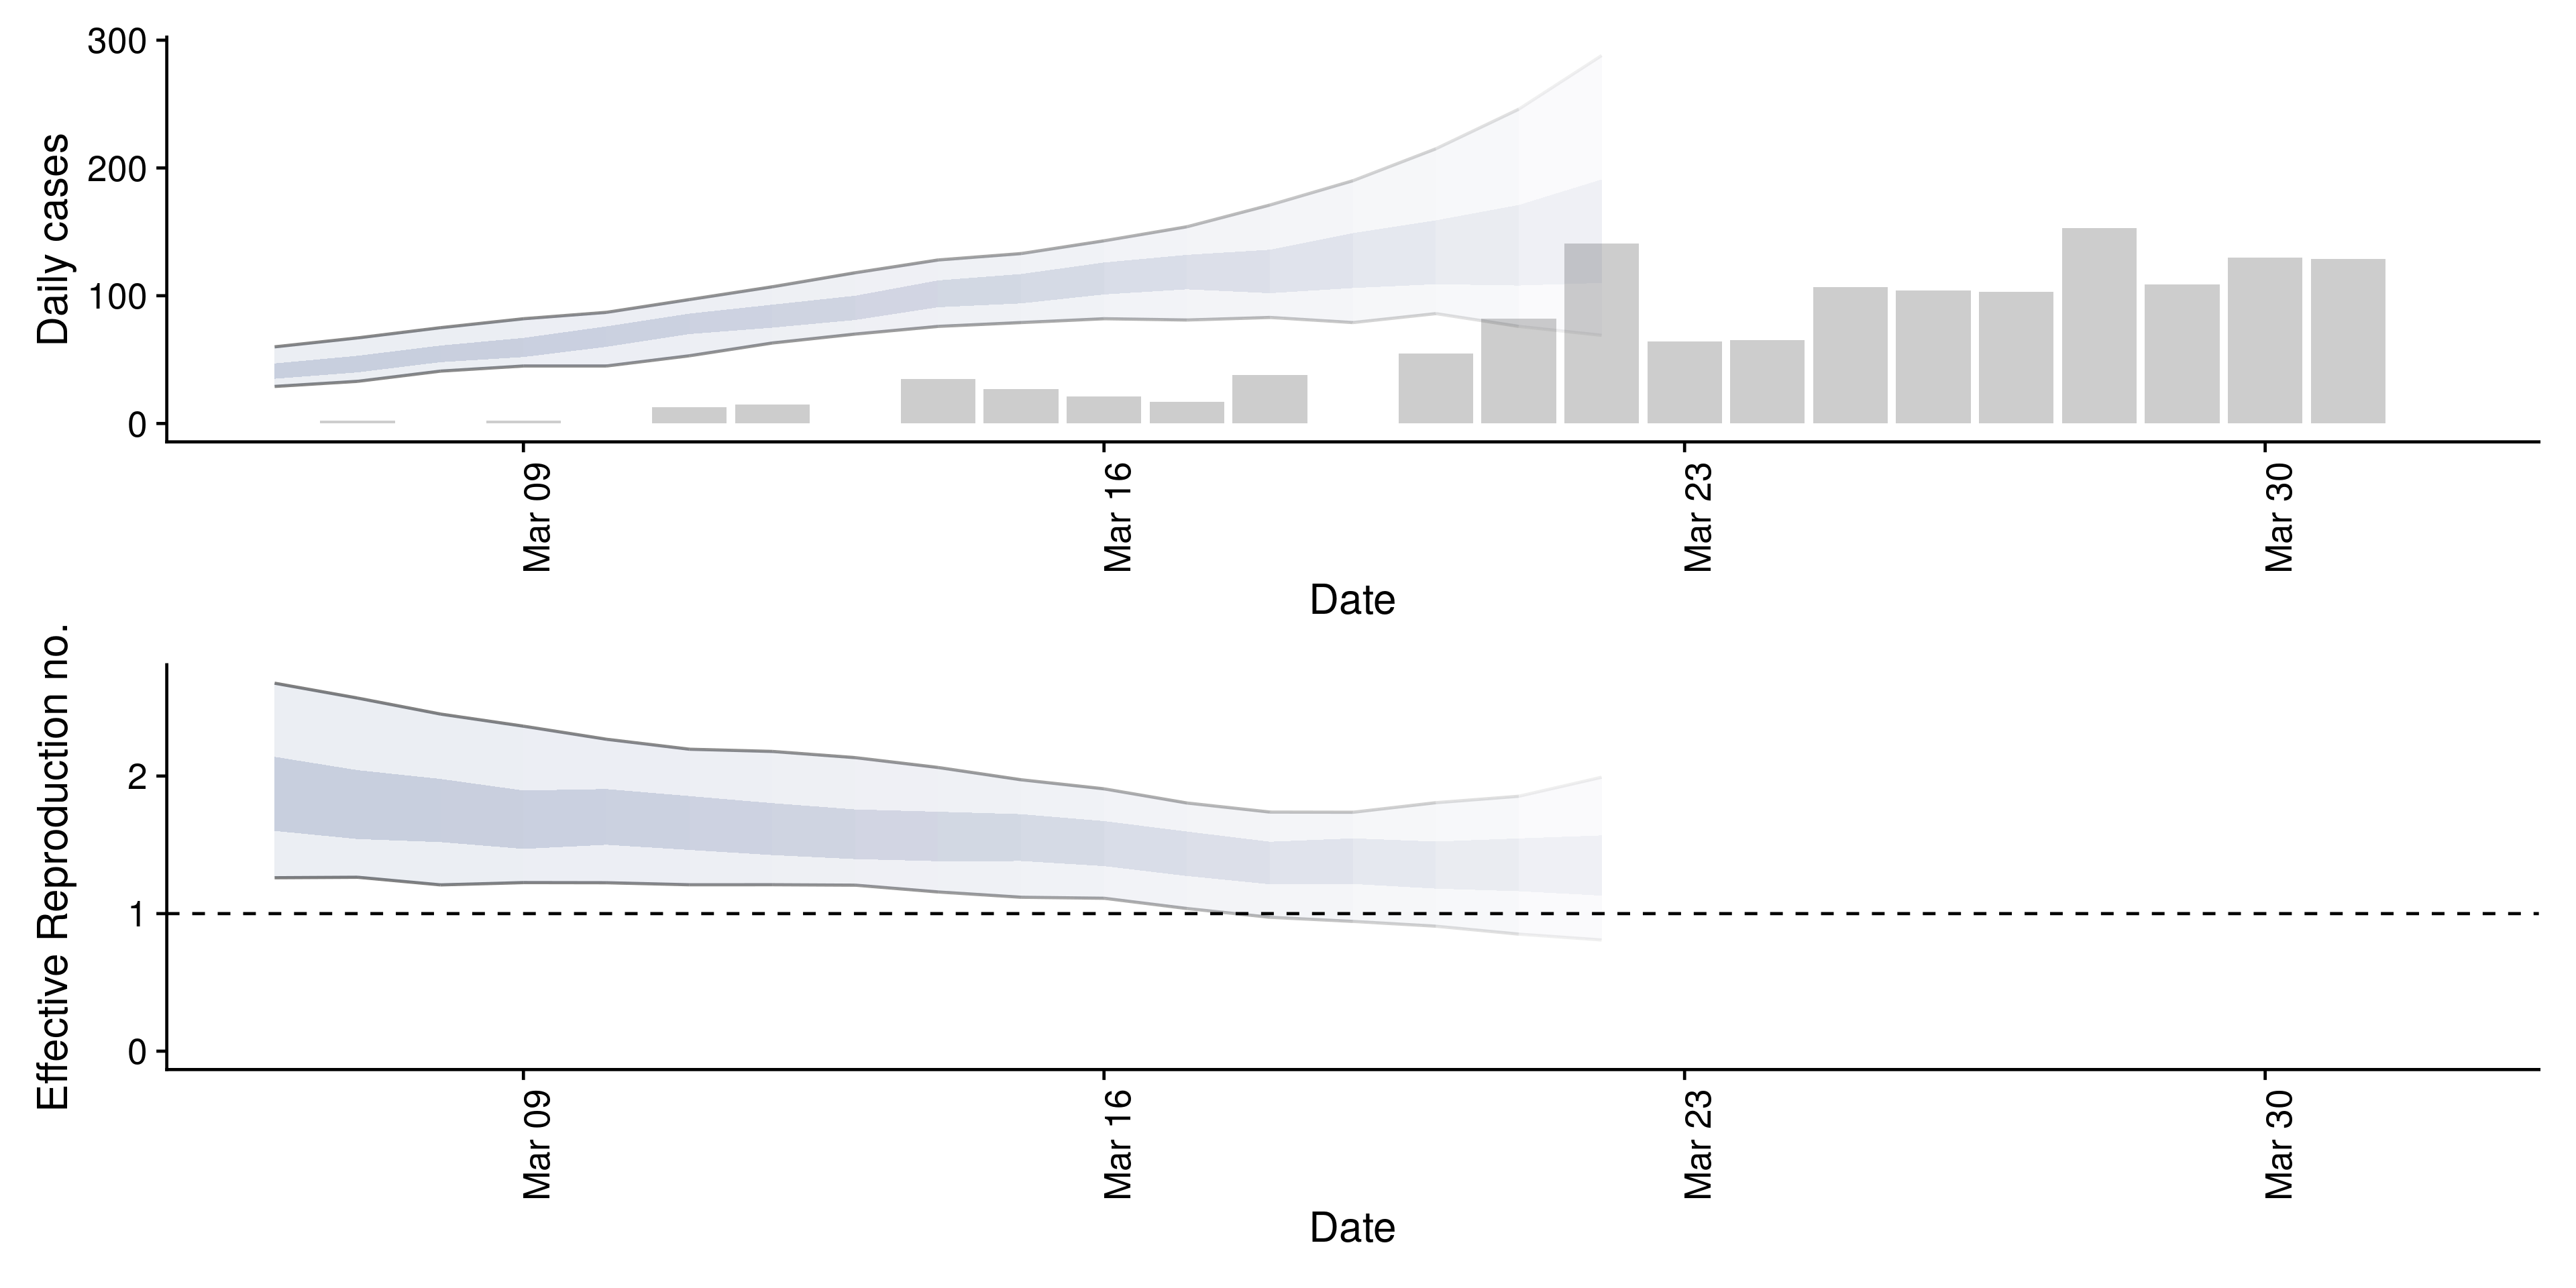 Daily cases
300
200
100
0
Mar 09
Mar 16
Mar 23
Mar 30
Date
Effective Reproduction no.
2
1
0
Mar 09
Mar 16
Mar 23
Mar 30
Date